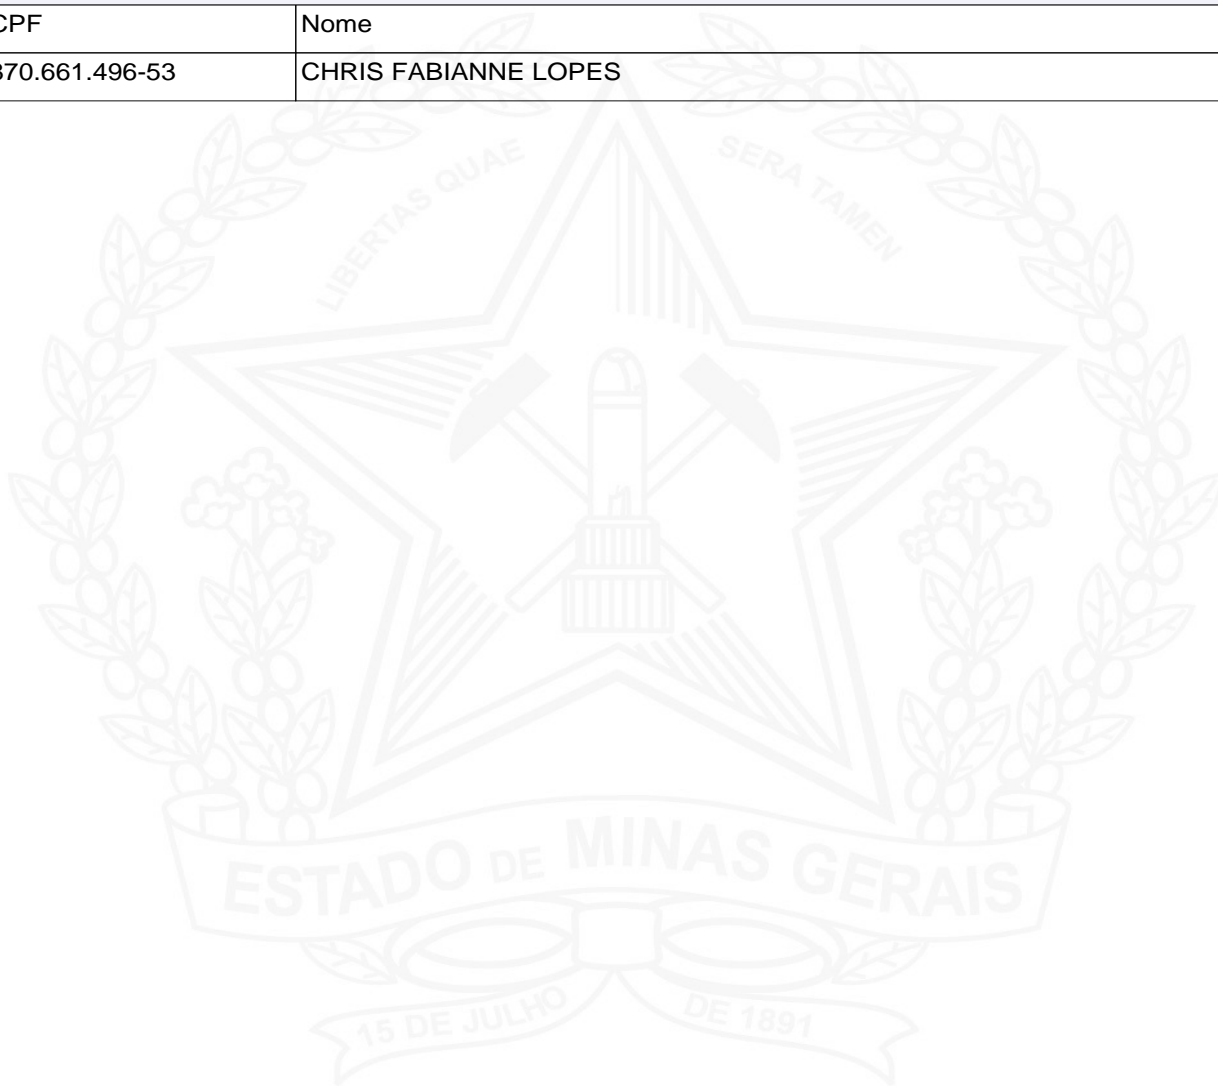 CPF Nome
370.661.496-53 CHRIS FABIANNE LOPES
LIBERTAS QUAE SERA TAMEN
ESTADO DE MINAS GERAIS
15 DE JULHO DE 1891